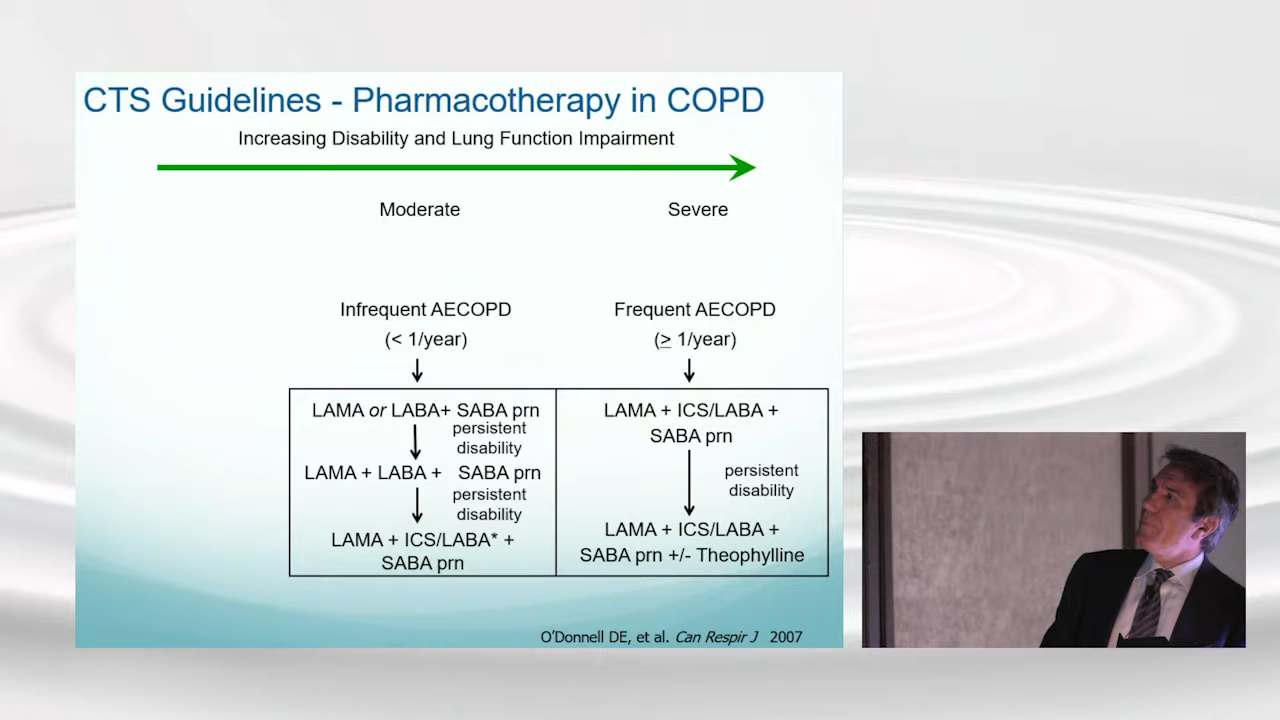 CTS Guidelines - Pharmacotherapy in COPD
Increasing Disability and Lung Function Impairment
Moderate
Severe
Infrequent AECOPD
(< 1/year)
Frequent AECOPD
(≥ 1/year)
LAMA or LABA+ SABA prn
persistent
disability
LAMA + LABA + SABA prn
persistent
disability
LAMA + ICS/LABA* +
SABA prn
LAMA + ICS/LABA +
SABA prn
persistent
disability
LAMA + ICS/LABA +
SABA prn +/- Theophylline
O'Donnell DE, et al. Can Respir J 2007